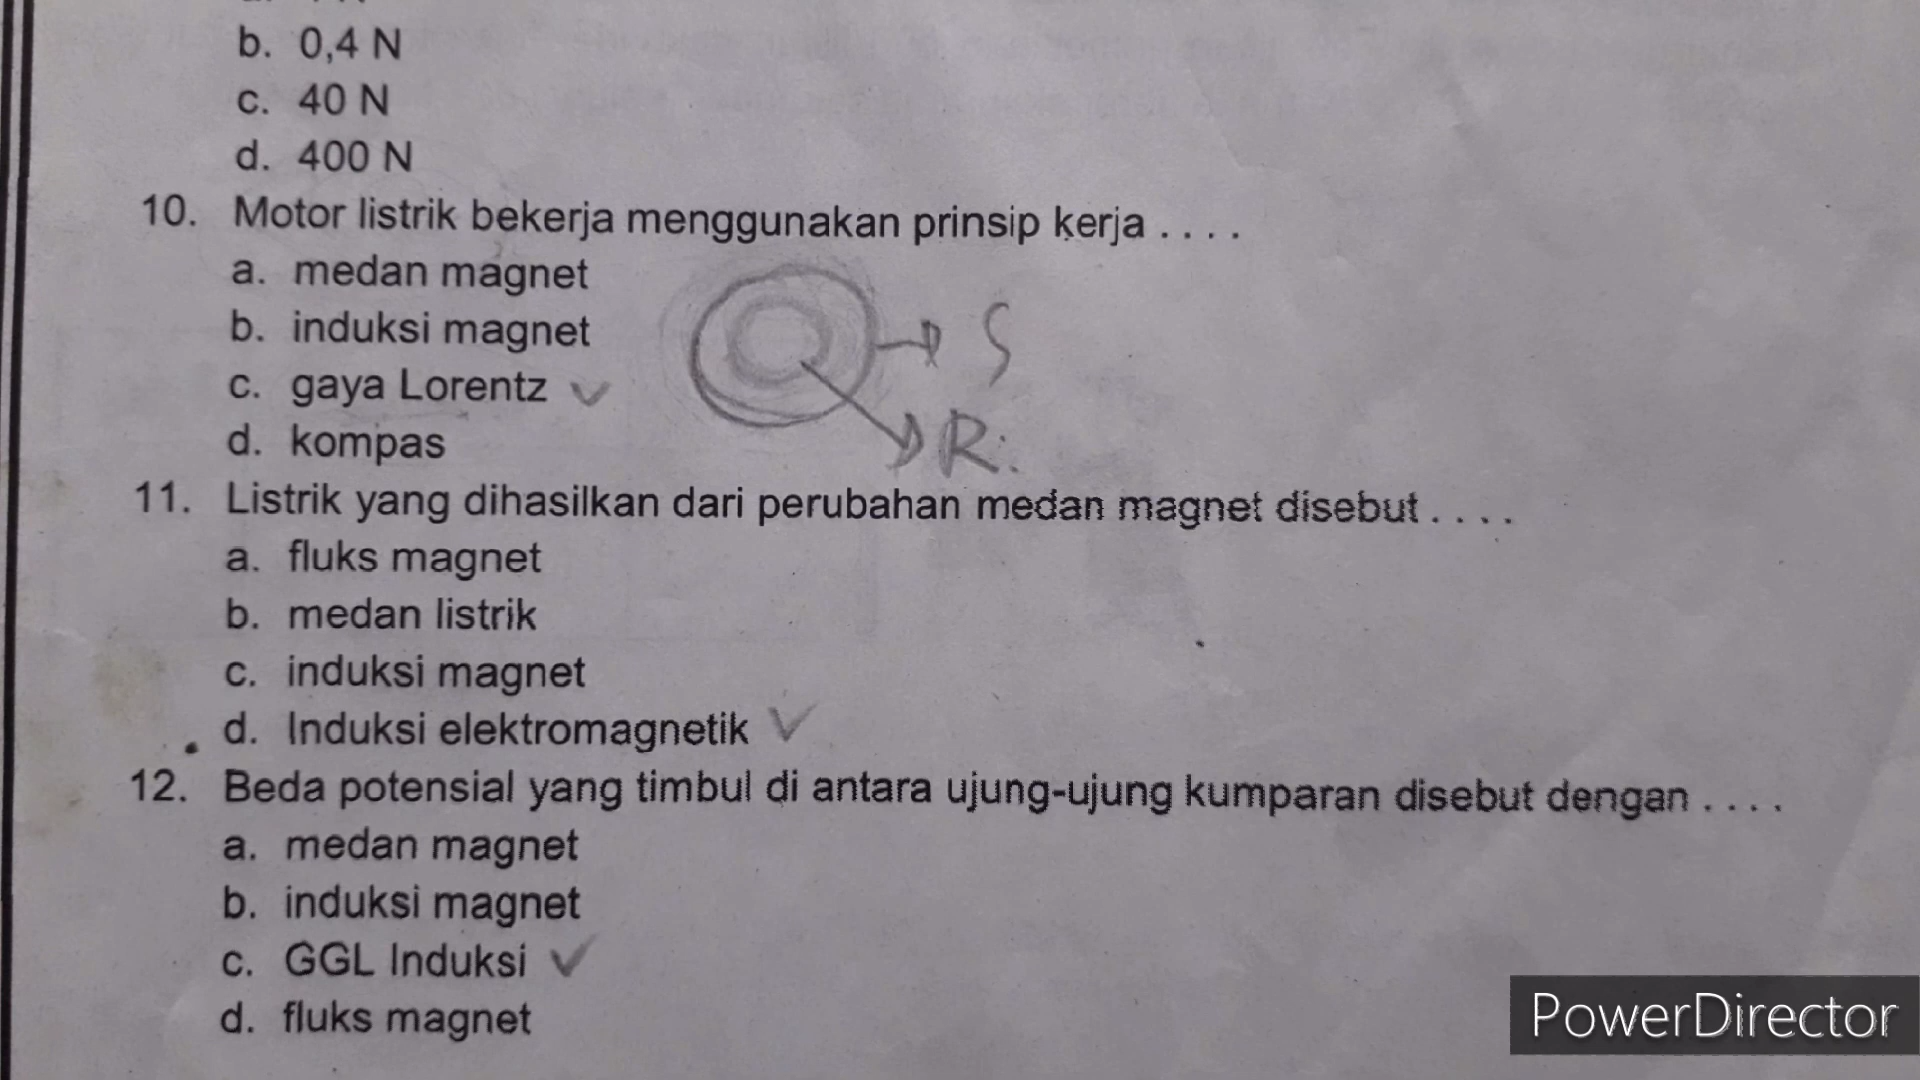 b. 0,4 N
c. 40 N
d. 400 N
10. Motor listrik bekerja menggunakan prinsip kerja . . . .
a. medan magnet
b. induksi magnet
c. gaya Lorentz
d. kompas
S
R.
11. Listrik yang dihasilkan dari perubahan medan magnet disebut . . . .
a. fluks magnet
b. medan listrik
c. induksi magnet
d. Induksi elektromagnetik
12. Beda potensial yang timbul di antara ujung-ujung kumparan disebut dengan . . . .
a. medan magnet
b. induksi magnet
c. GGL Induksi
d. fluks magnet
PowerDirector